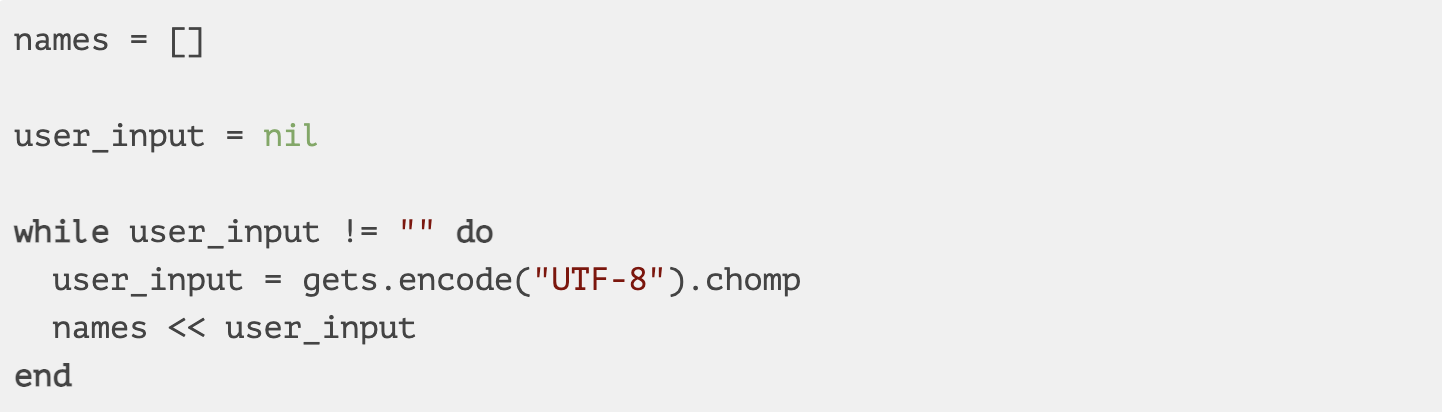 names = []
user_input = nil
while user_input != "" do
  user_input = gets.encode("UTF-8").chomp
  names << user_input
end